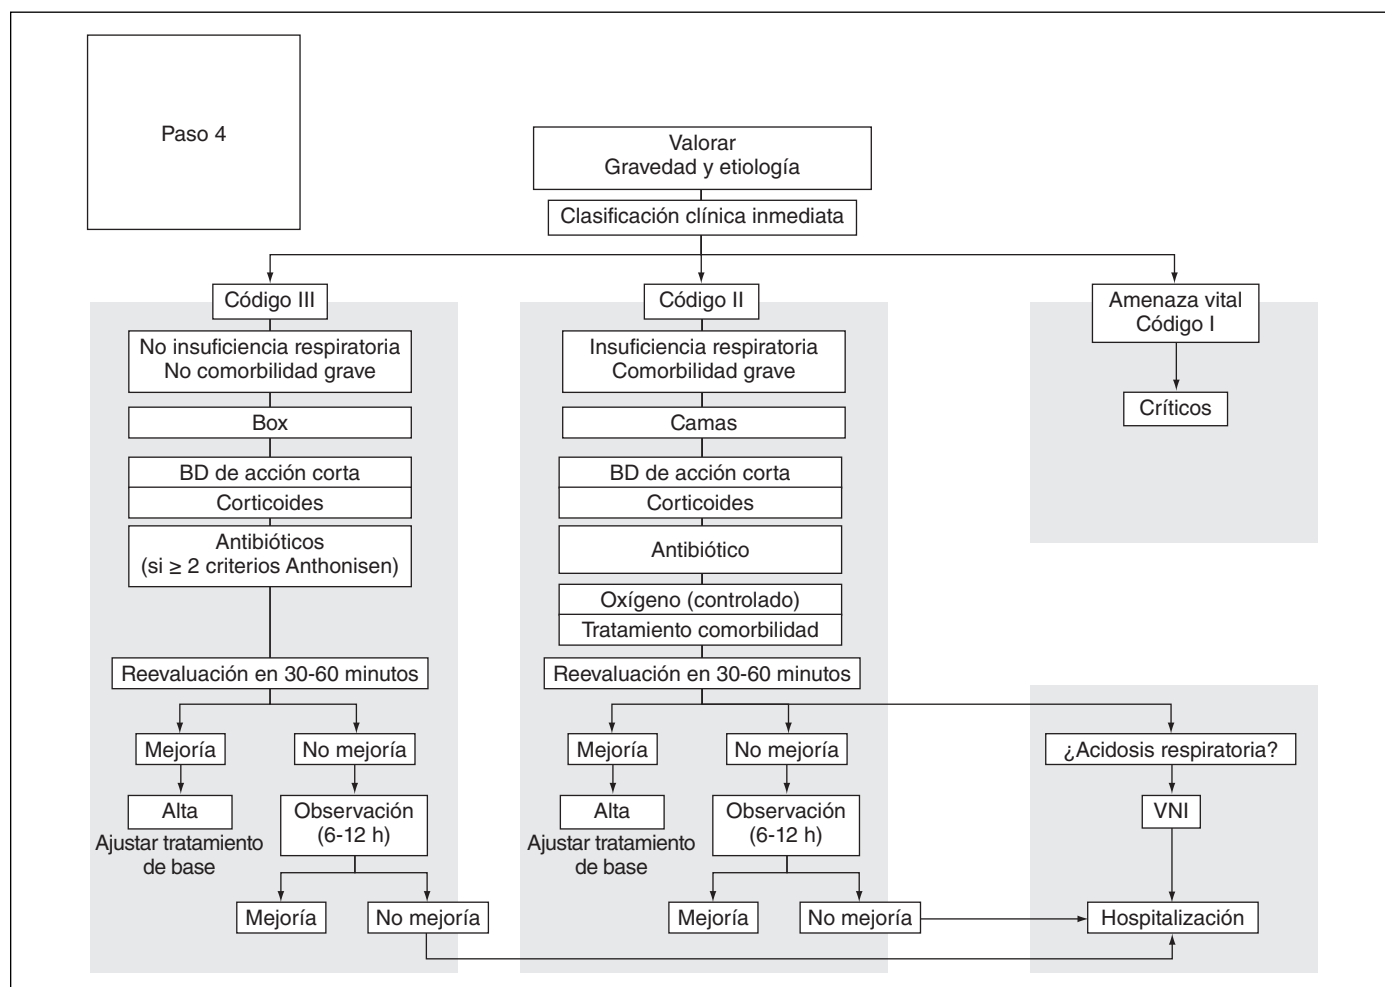 Paso 4
Valorar
Gravedad y etiología
Clasificación clínica inmediata
Código III
No insuficiencia respiratoria
No comorbilidad grave
Box
BD de acción corta
Corticoides
Antibióticos
(si ≥ 2 criterios Anthonisen)
Reevaluación en 30-60 minutos
Mejoría
No mejoría
Alta
Ajustar tratamiento
de base
Observación
(6-12 h)
Mejoría
No mejoría
Código II
Insuficiencia respiratoria
Comorbilidad grave
Camas
BD de acción corta
Corticoides
Antibiótico
Oxígeno (controlado)
Tratamiento comorbilidad
Reevaluación en 30-60 minutos
Mejoría
No mejoría
Alta
Ajustar tratamiento
de base
Observación
(6-12 h)
Mejoría
No mejoría
Amenaza vital
Código I
Críticos
¿Acidosis respiratoria?
VNI
Hospitalización